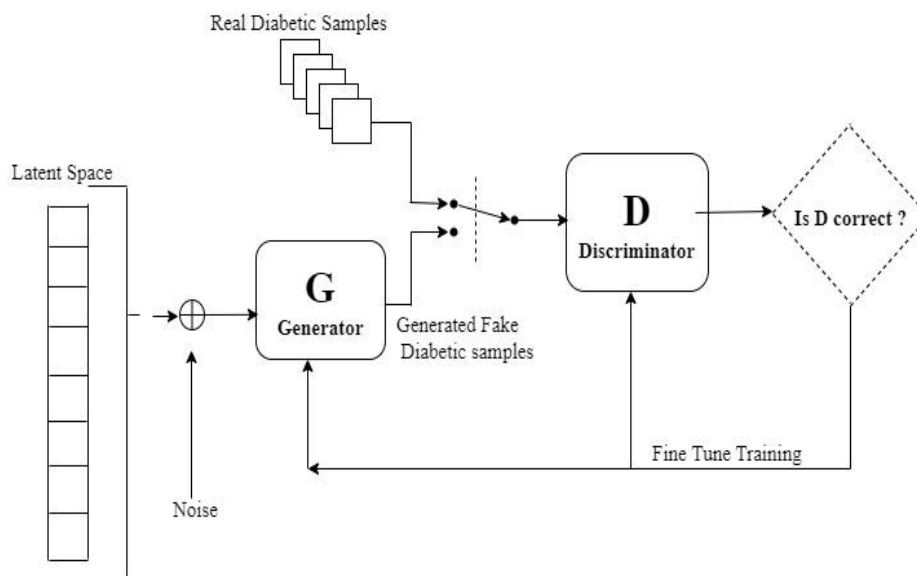 Real Diabetic Samples
Latent Space
D
Discriminator
Is D correct ?
G
Generator
Generated Fake
Diabetic samples
Fine Tune Training
Noise